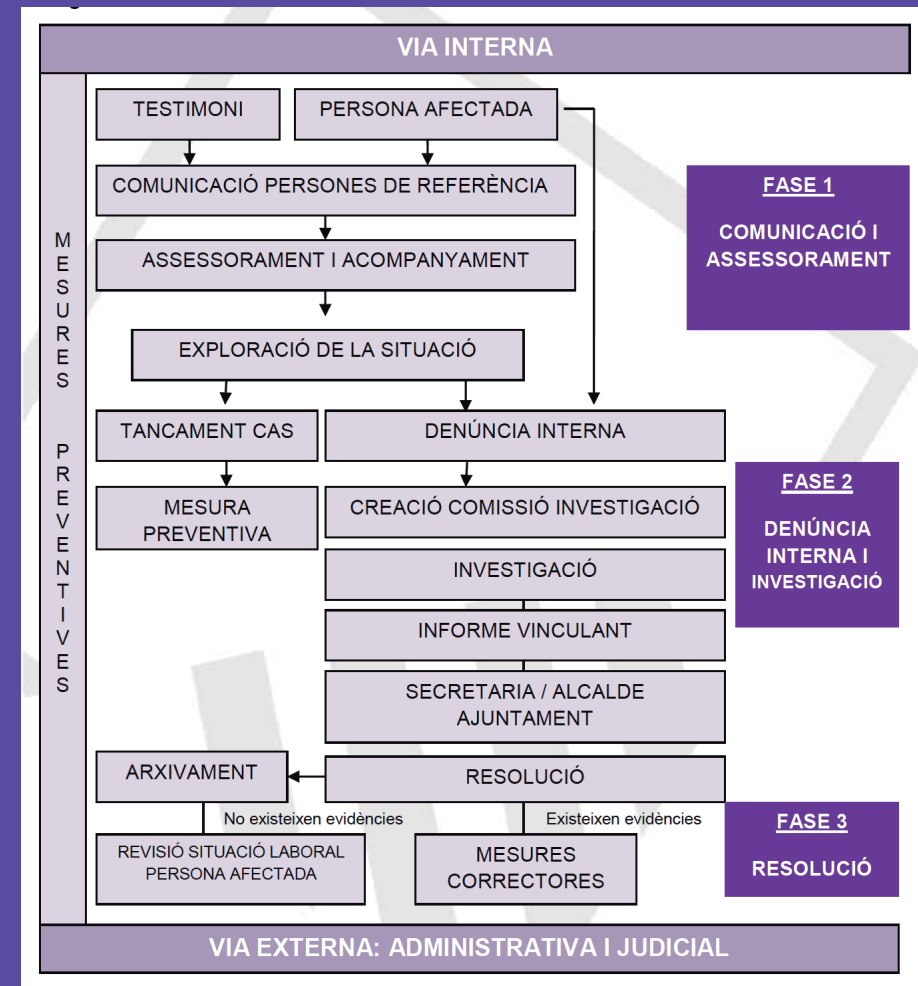 VIA INTERNA
MESURES PREVENTIVES
TESTIMONI
PERSONA AFECTADA
COMUNICACIÓ PERSONES DE REFERÈNCIA
ASSESSORAMENT I ACOMPANYAMENT
EXPLORACIÓ DE LA SITUACIÓ
FASE 1
COMUNICACIÓ I
ASSESSORAMENT
TANCAMENT CAS
DENÚNCIA INTERNA
MESURA
PREVENTIVA
CREACIÓ COMISSIÓ INVESTIGACIÓ
INVESTIGACIÓ
INFORME VINCULANT
SECRETARIA / ALCALDE
AJUNTAMENT
FASE 2
DENÚNCIA
INTERNA I
INVESTIGACIÓ
ARXIVAMENT
RESOLUCIÓ
No existeixen evidències
Existeixen evidències
REVISIÓ SITUACIÓ LABORAL
PERSONA AFECTADA
MESURES
CORRECTORES
FASE 3
RESOLUCIÓ
VIA EXTERNA: ADMINISTRATIVA I JUDICIAL